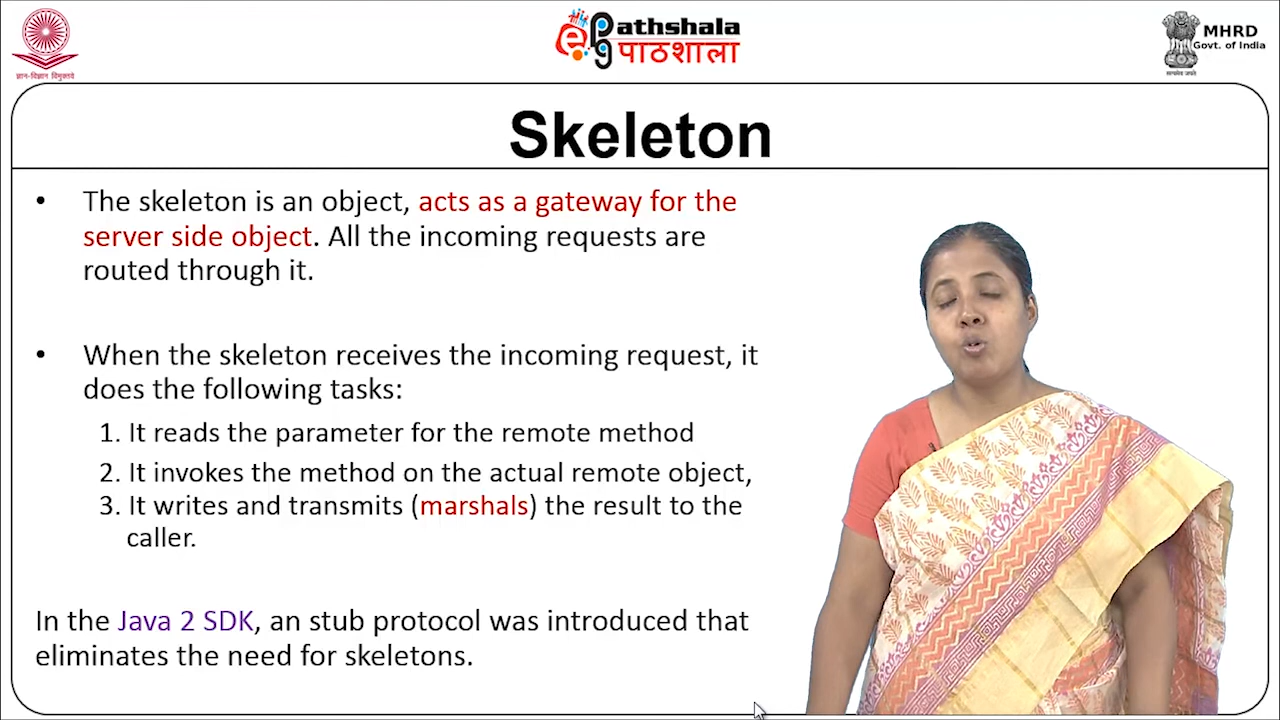 ज्ञान-विज्ञान विमुक्तये
ePathshala
पाठशाला
MHRD
Govt. of India
सत्यमेव जयते
Skeleton
• The skeleton is an object, acts as a gateway for the
server side object. All the incoming requests are
routed through it.
• When the skeleton receives the incoming request, it
does the following tasks:
1. It reads the parameter for the remote method
2. It invokes the method on the actual remote object,
3. It writes and transmits (marshals) the result to the
caller.
In the Java 2 SDK, an stub protocol was introduced that
eliminates the need for skeletons.